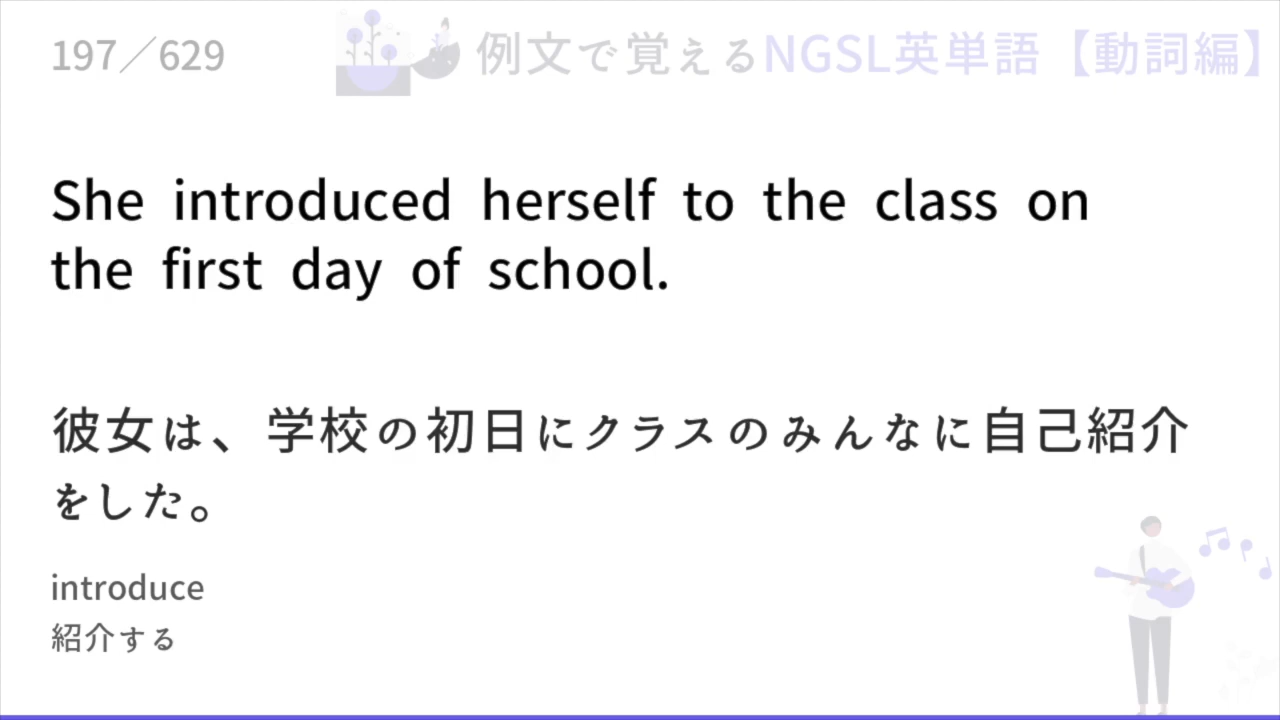 197／629
例文で覚えるNGSL英単語【動詞編】
She introduced herself to the class on
the first day of school.
彼女は、学校の初日にクラスのみんなに自己紹介
をした。
introduce
紹介する